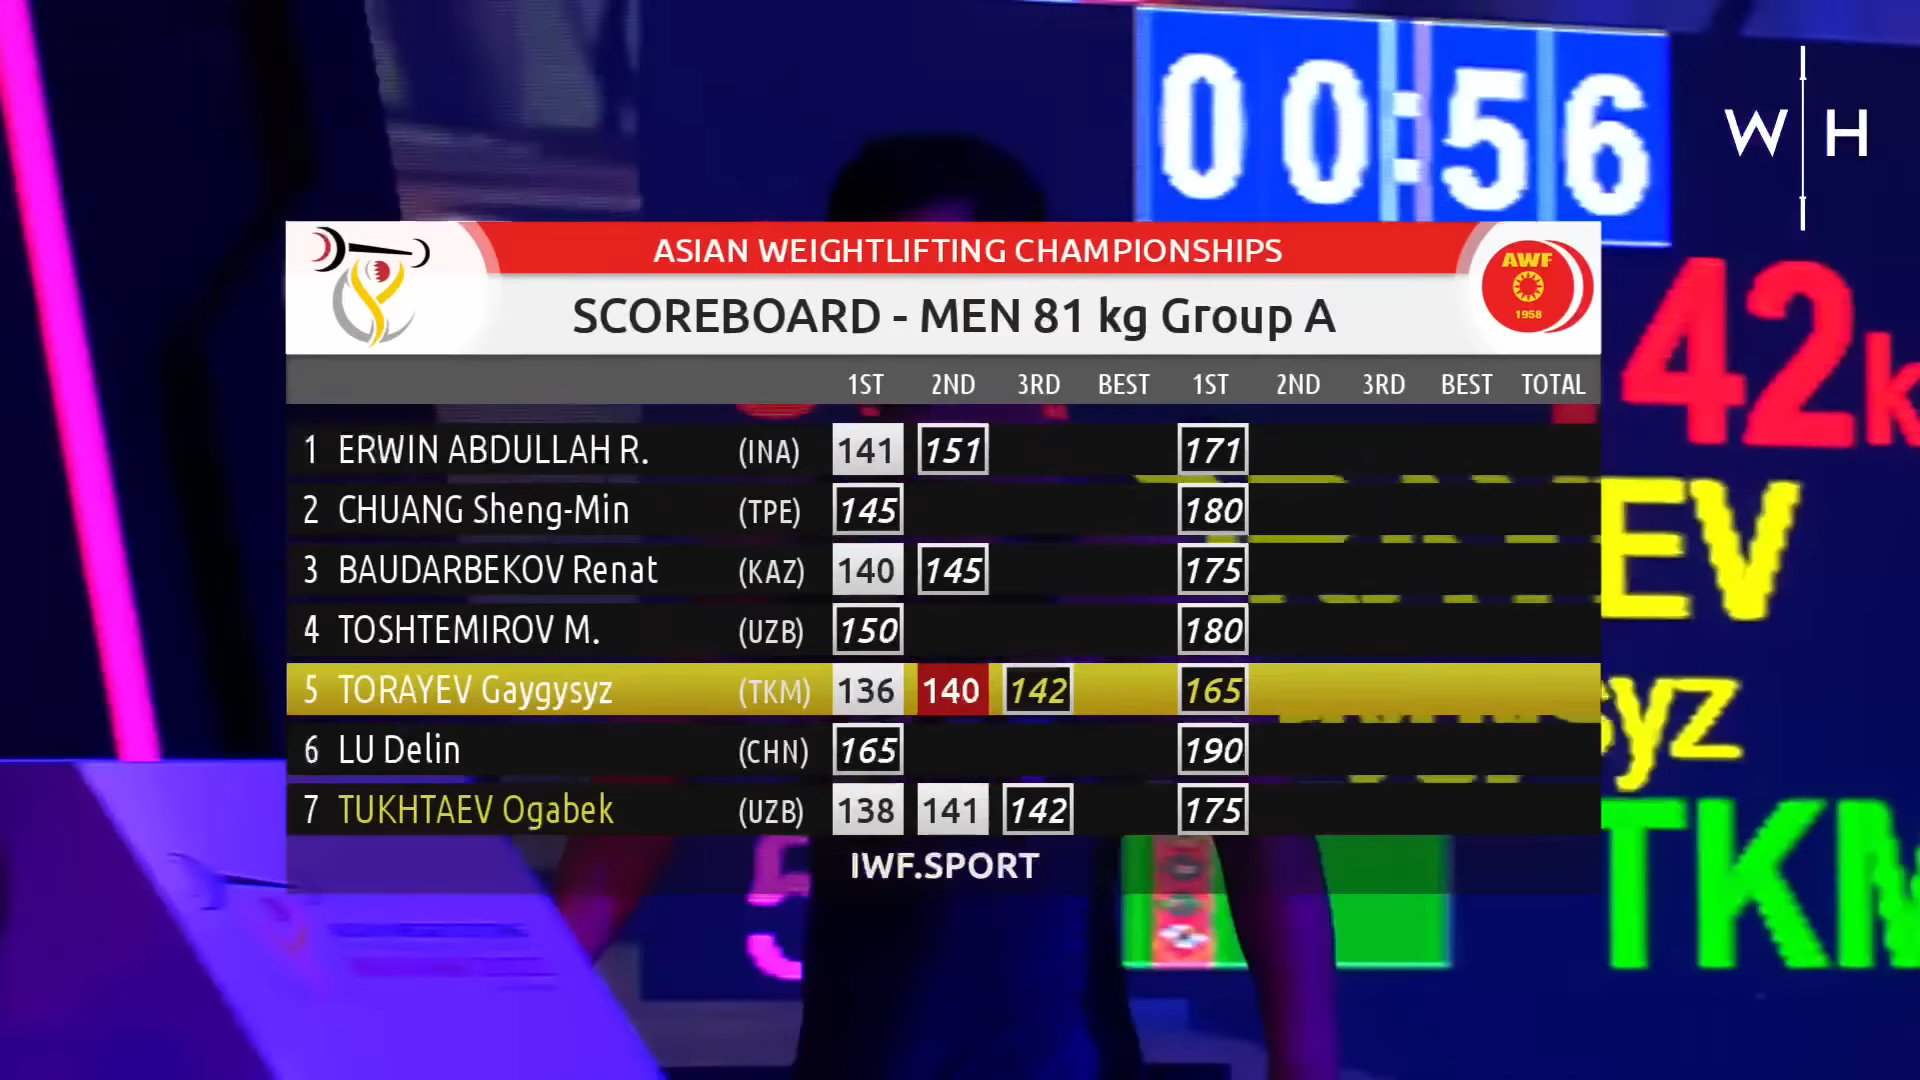 00:56
W H
ASIAN WEIGHTLIFTING CHAMPIONSHIPS
AWF
1958
SCOREBOARD - MEN 81 kg Group A
1ST 2ND 3RD BEST 1ST 2ND 3RD BEST TOTAL
42k
1 ERWIN ABDULLAH R. (INA) 141 151 171
2 CHUANG Sheng-Min (TPE) 145 180
EV
3 BAUDARBEKOV Renat (KAZ) 140 145 175
4 TOSHTEMIROV M. (UZB) 150 180
5 TORAYEV Gaygysyz (TKM) 136 140 142 165
syz
6 LU Delin (CHN) 165 190
7 TUKHTAEV Ogabek (UZB) 138 141 142 175
TKM
IWF.SPORT
5